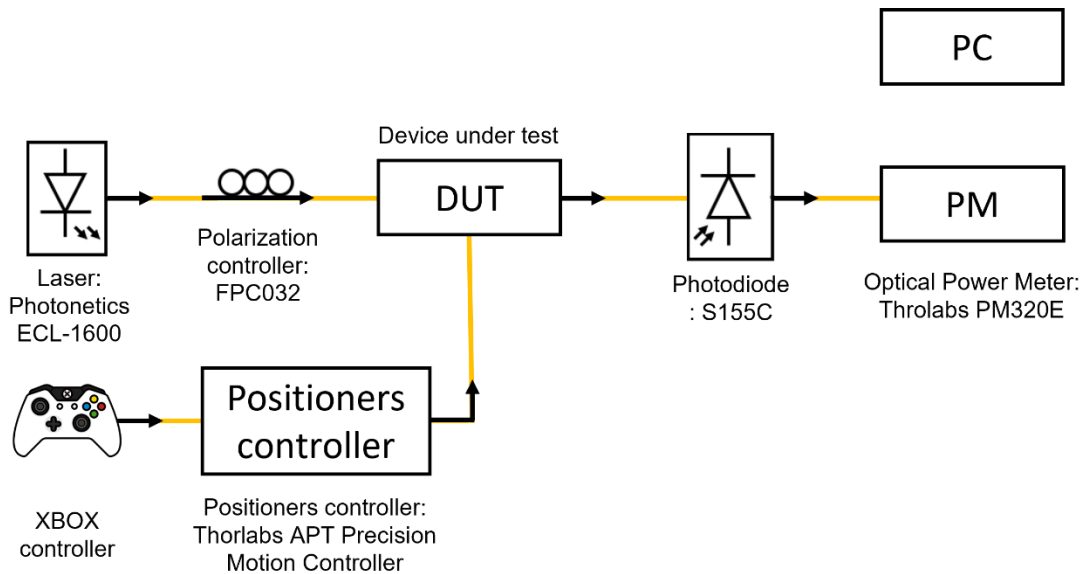 PC
Device under test
DUT
PM
Laser:
Photonetics
ECL-1600
Polarization
controller:
FPC032
Photodiode
: S155C
Optical Power Meter:
Throlabs PM320E
Positioners
controller
XBOX
controller
Positioners controller:
Thorlabs APT Precision
Motion Controller